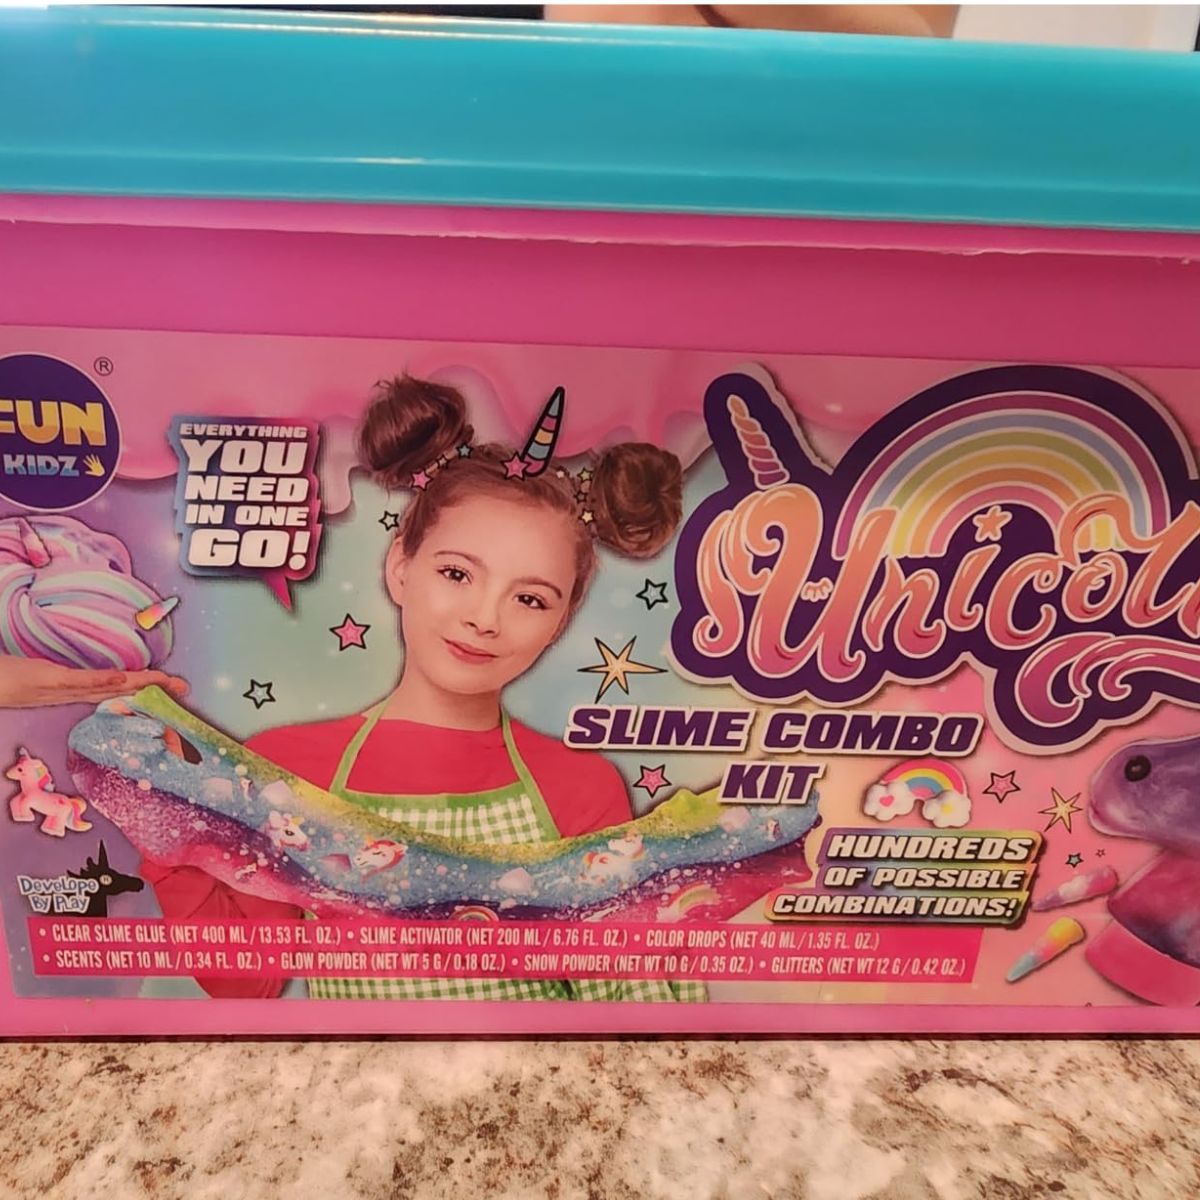 FUN
KIDZ
®
EVERYTHING
YOU
NEED
IN ONE
GO!
Unicor
SLIME COMBO
KIT
HUNDREDS
OF POSSIBLE
COMBINATIONS!
DeveLope ®
By Play
• CLEAR SLIME GLUE (NET 400 ML / 13.53 FL. OZ.) • SLIME ACTIVATOR (NET 200 ML / 6.76 FL. OZ.) • COLOR DROPS (NET 40 ML / 1.35 FL. OZ.)
• SCENTS (NET 10 ML / 0.34 FL. OZ.) • GLOW POWDER (NET WT 5 G / 0.18 OZ.) • SNOW POWDER (NET WT 10 G / 0.35 OZ.) • GLITTERS (NET WT 12 G / 0.42 OZ.)